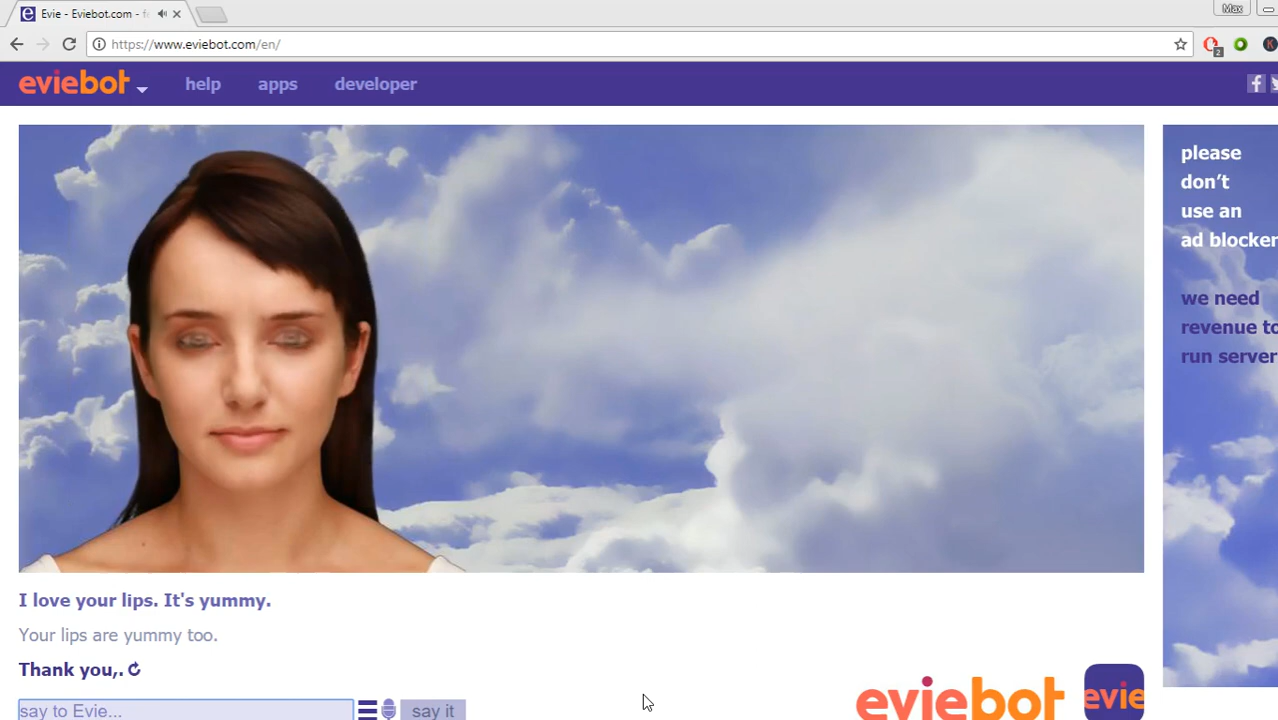 Evie - Eviebot.com - f
Max
https://www.eviebot.com/en/
2
K
eviebot help apps developer
f
please
don't
use an
ad blocker
we need
revenue to
run server
I love your lips. It's yummy.
Your lips are yummy too.
Thank you,.
say to Evie... say it
eviebot evie